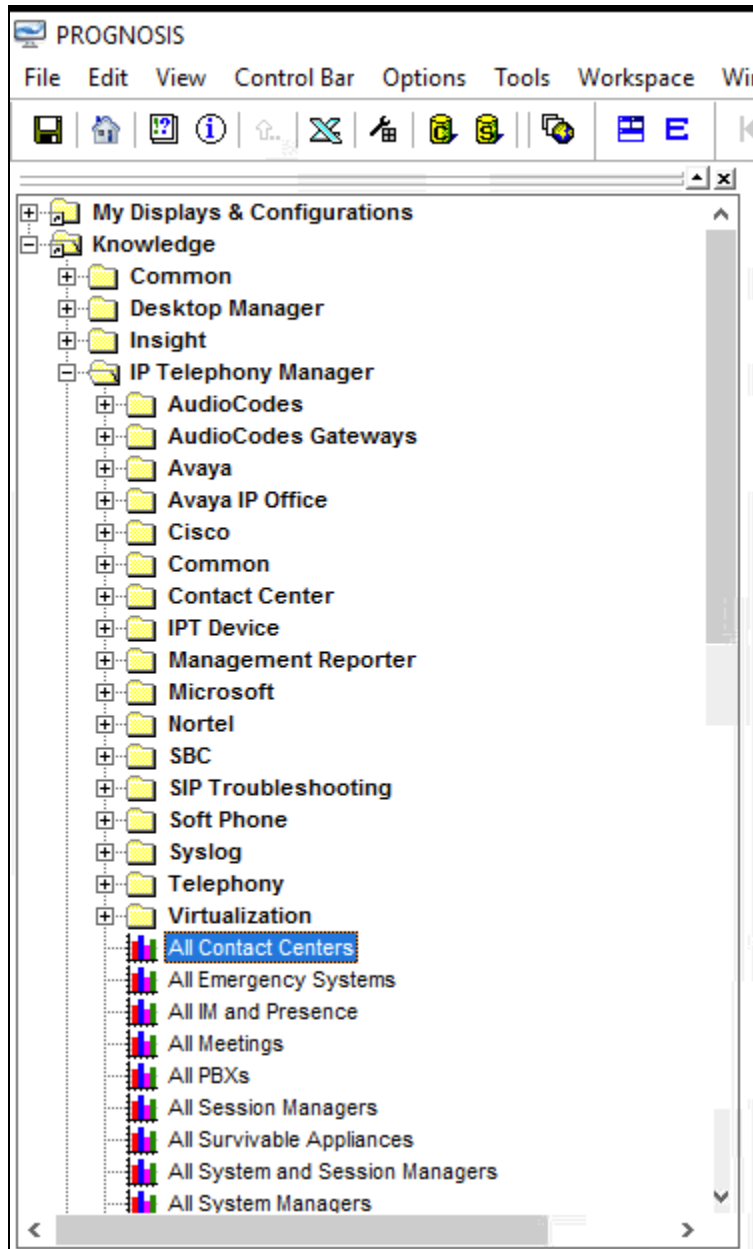 PROGNOSIS
File Edit View Control Bar Options Tools Workspace
My Displays & Configurations
Knowledge
Common
Desktop Manager
Insight
IP Telephony Manager
AudioCodes
AudioCodes Gateways
Avaya
Avaya IP Office
Cisco
Common
Contact Center
IPT Device
Management Reporter
Microsoft
Nortel
SBC
SIP Troubleshooting
Soft Phone
Syslog
Telephony
Virtualization
All Contact Centers
All Emergency Systems
All IM and Presence
All Meetings
All PBXs
All Session Managers
All Survivable Appliances
All System and Session Managers
All System Managers